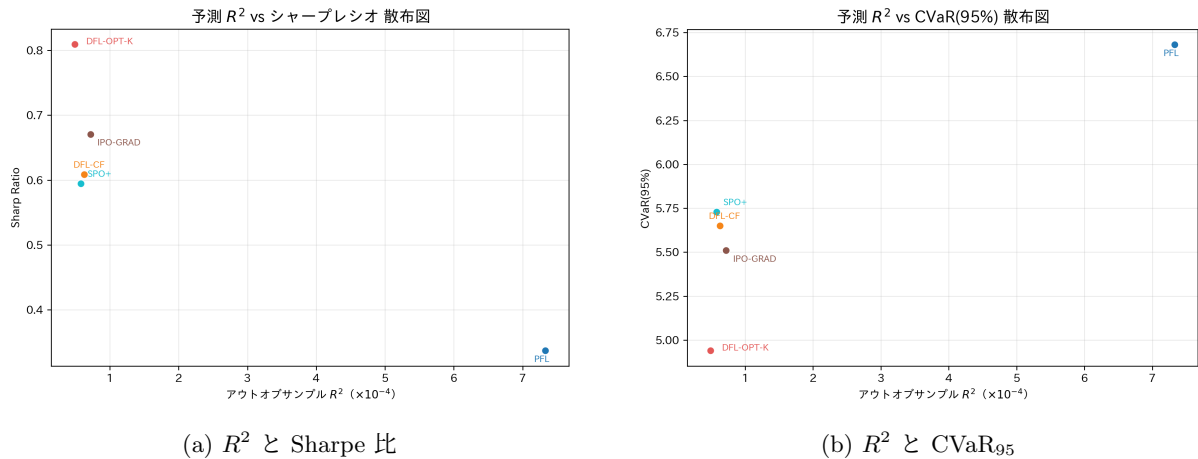 予測 R² vs シャープレシオ 散布図
0.8
0.7
0.6
0.5
0.4
Sharp Ratio
DFL-OPT-K
IPO-GRAD
DFL-CF
SPO+
PFL
1 2 3 4 5 6 7
アウトオブサンプル R² (×10⁻⁴)
(a) R² と Sharpe 比
予測 R² vs CVaR(95%) 散布図
6.75
6.50
6.25
6.00
5.75
5.50
5.25
5.00
CVaR(95%)
PFL
SPO+
DFL-CF
IPO-GRAD
DFL-OPT-K
1 2 3 4 5 6 7
アウトオブサンプル R² (×10⁻⁴)
(b) R² と CVaR₉₅